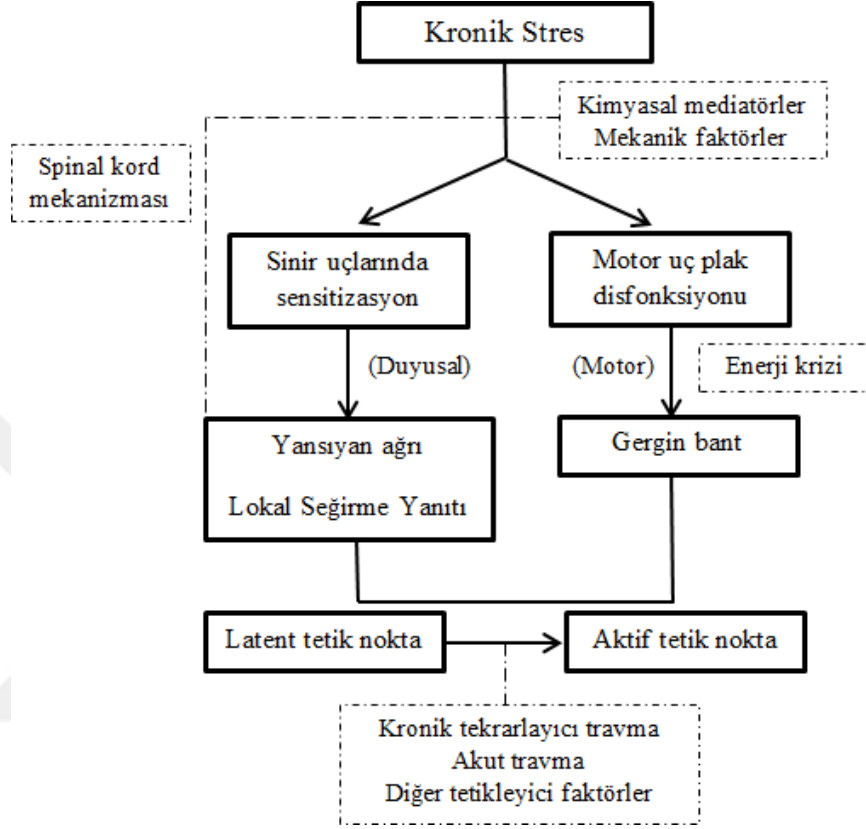 Kronik Stres
Kimyasal mediatörler
Mekanik faktörler
Spinal kord
mekanizması
Sinir uçlarında
sensitizasyon
Motor uç plak
disfonksiyonu
(Duyusal)
(Motor)
Enerji krizi
Yansıyan ağrı
Lokal Seğirme Yanıtı
Gergin bant
Latent tetik nokta
Aktif tetik nokta
Kronik tekrarlayıcı travma
Akut travma
Diğer tetikleyici faktörler